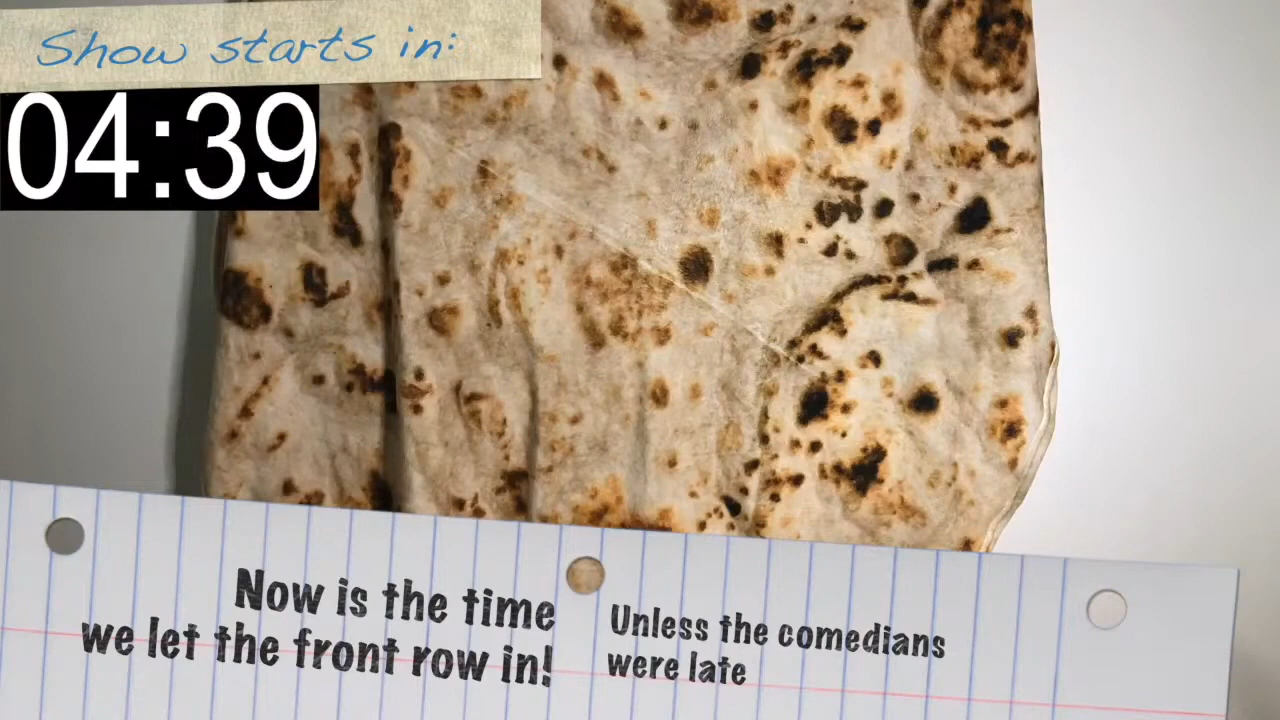 Show starts in:
04:39
Now is the time
we let the front row in!
Unless the comedians
were late